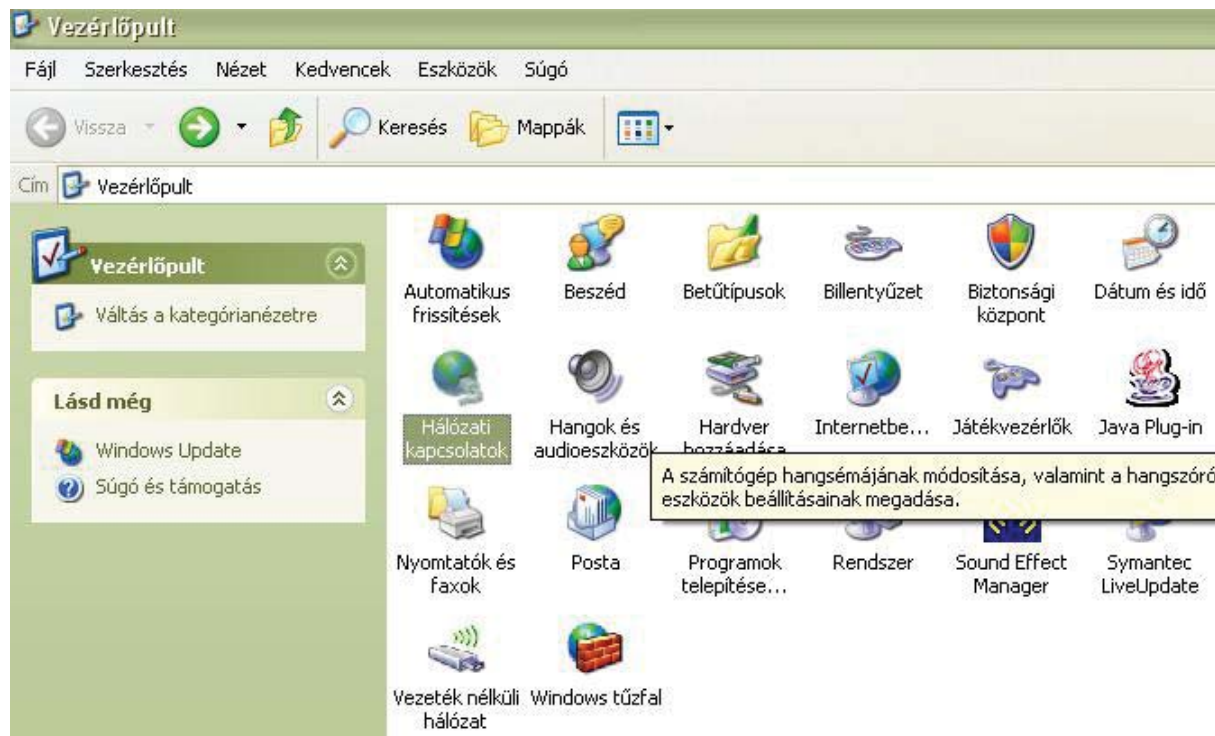 Vezérlőpult
Fájl Szerkesztés Nézet Kedvencek Eszközök Súgó
Vissza Keresés Mappák
Cím Vezérlőpult
Vezérlőpult
Váltás a kategórianézetre
Lásd még
Windows Update
Súgó és támogatás
Automatikus frissítések
Beszéd
Betűtípusok
Billentyűzet
Biztonsági központ
Dátum és idő
Hálózati kapcsolatok
Hangok és audioeszközök
Hardver hozzáadása
Internetbe...
Játékvezérlők
Java Plug-in
A számítógép hangsémájának módosítása, valamint a hangszóró
eszközök beállításainak megadása.
Nyomtatók és faxok
Posta
Programok telepítése...
Rendszer
Sound Effect Manager
Symantec LiveUpdate
Vezeték nélküli hálózat
Windows tűzfal